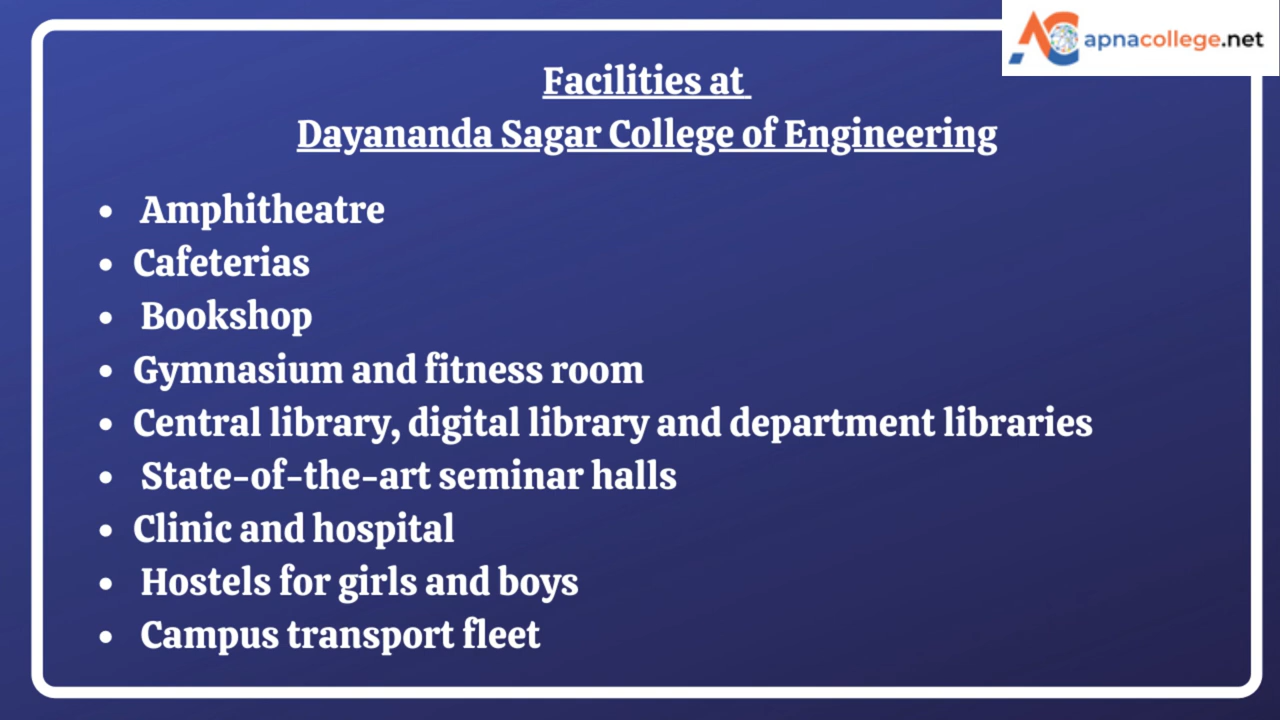 apnacollege.net
Facilities at
Dayananda Sagar College of Engineering
• Amphitheatre
• Cafeterias
• Bookshop
• Gymnasium and fitness room
• Central library, digital library and department libraries
• State-of-the-art seminar halls
• Clinic and hospital
• Hostels for girls and boys
• Campus transport fleet